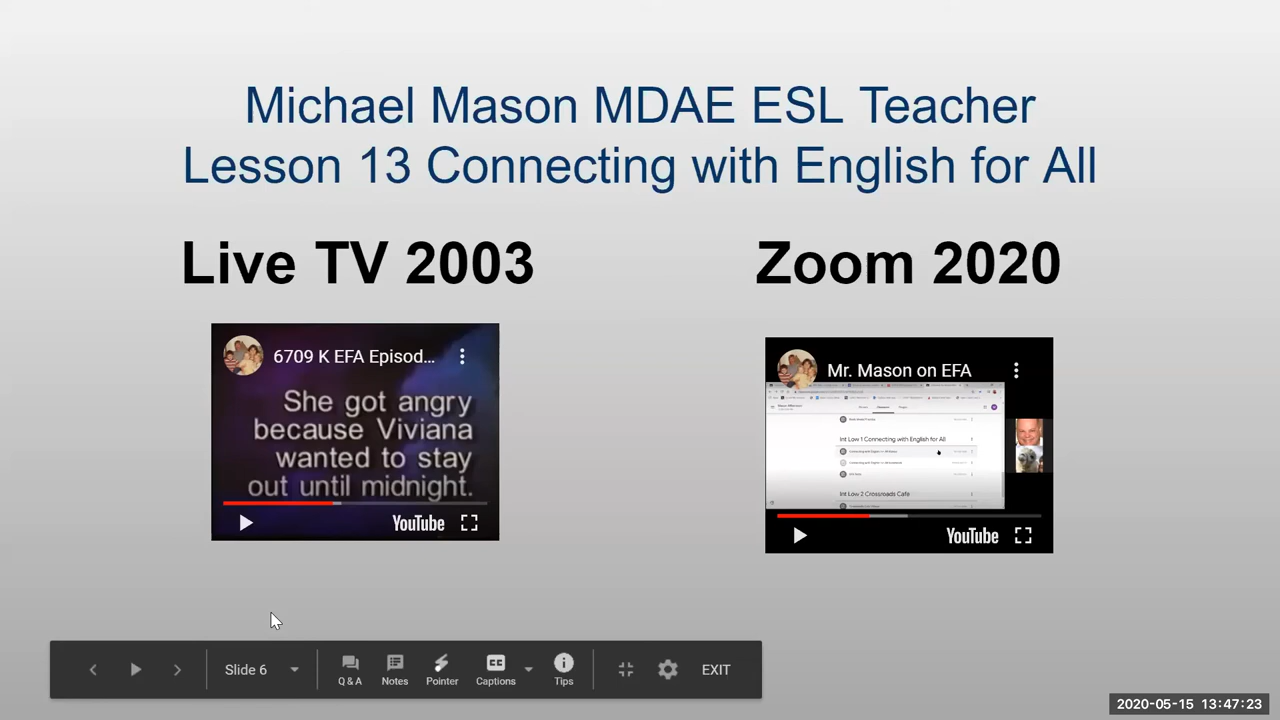 Michael Mason MDAE ESL Teacher
Lesson 13 Connecting with English for All
Live TV 2003
Zoom 2020
6709 K EFA Episod...
She got angry
because Viviana
wanted to stay
out until midnight.
YouTube
Mr. Mason on EFA
Int Low 1 Connecting with English for All
Int Low 2 Crossroads Cafe
YouTube
Slide 6
Q & A
Notes
Pointer
CC
Captions
Tips
EXIT
2020-05-15 13:47:23